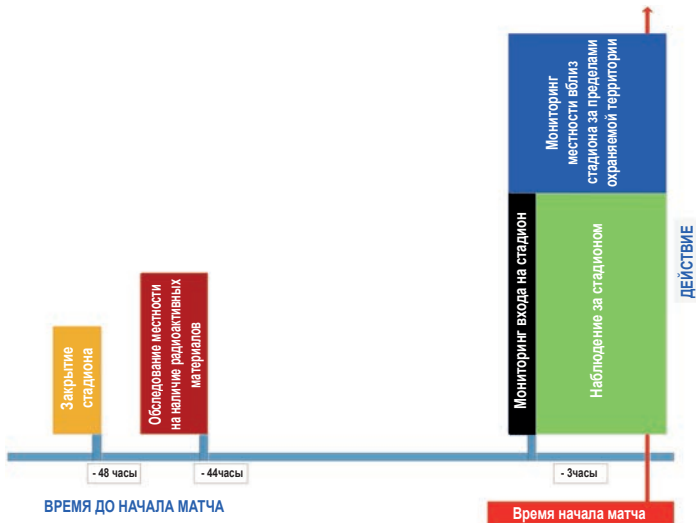 Закрытие
стадиона
Обследование местности
на наличие радиоактивных
материалов
Мониторинг входа на стадион
Мониторинг
местности вблиз
стадиона за пределами
охраняемой территории
Наблюдение за стадионом
ДЕЙСТВИЕ
- 48 часы
- 44часы
- 3часы
ВРЕМЯ ДО НАЧАЛА МАТЧА
Время начала матча